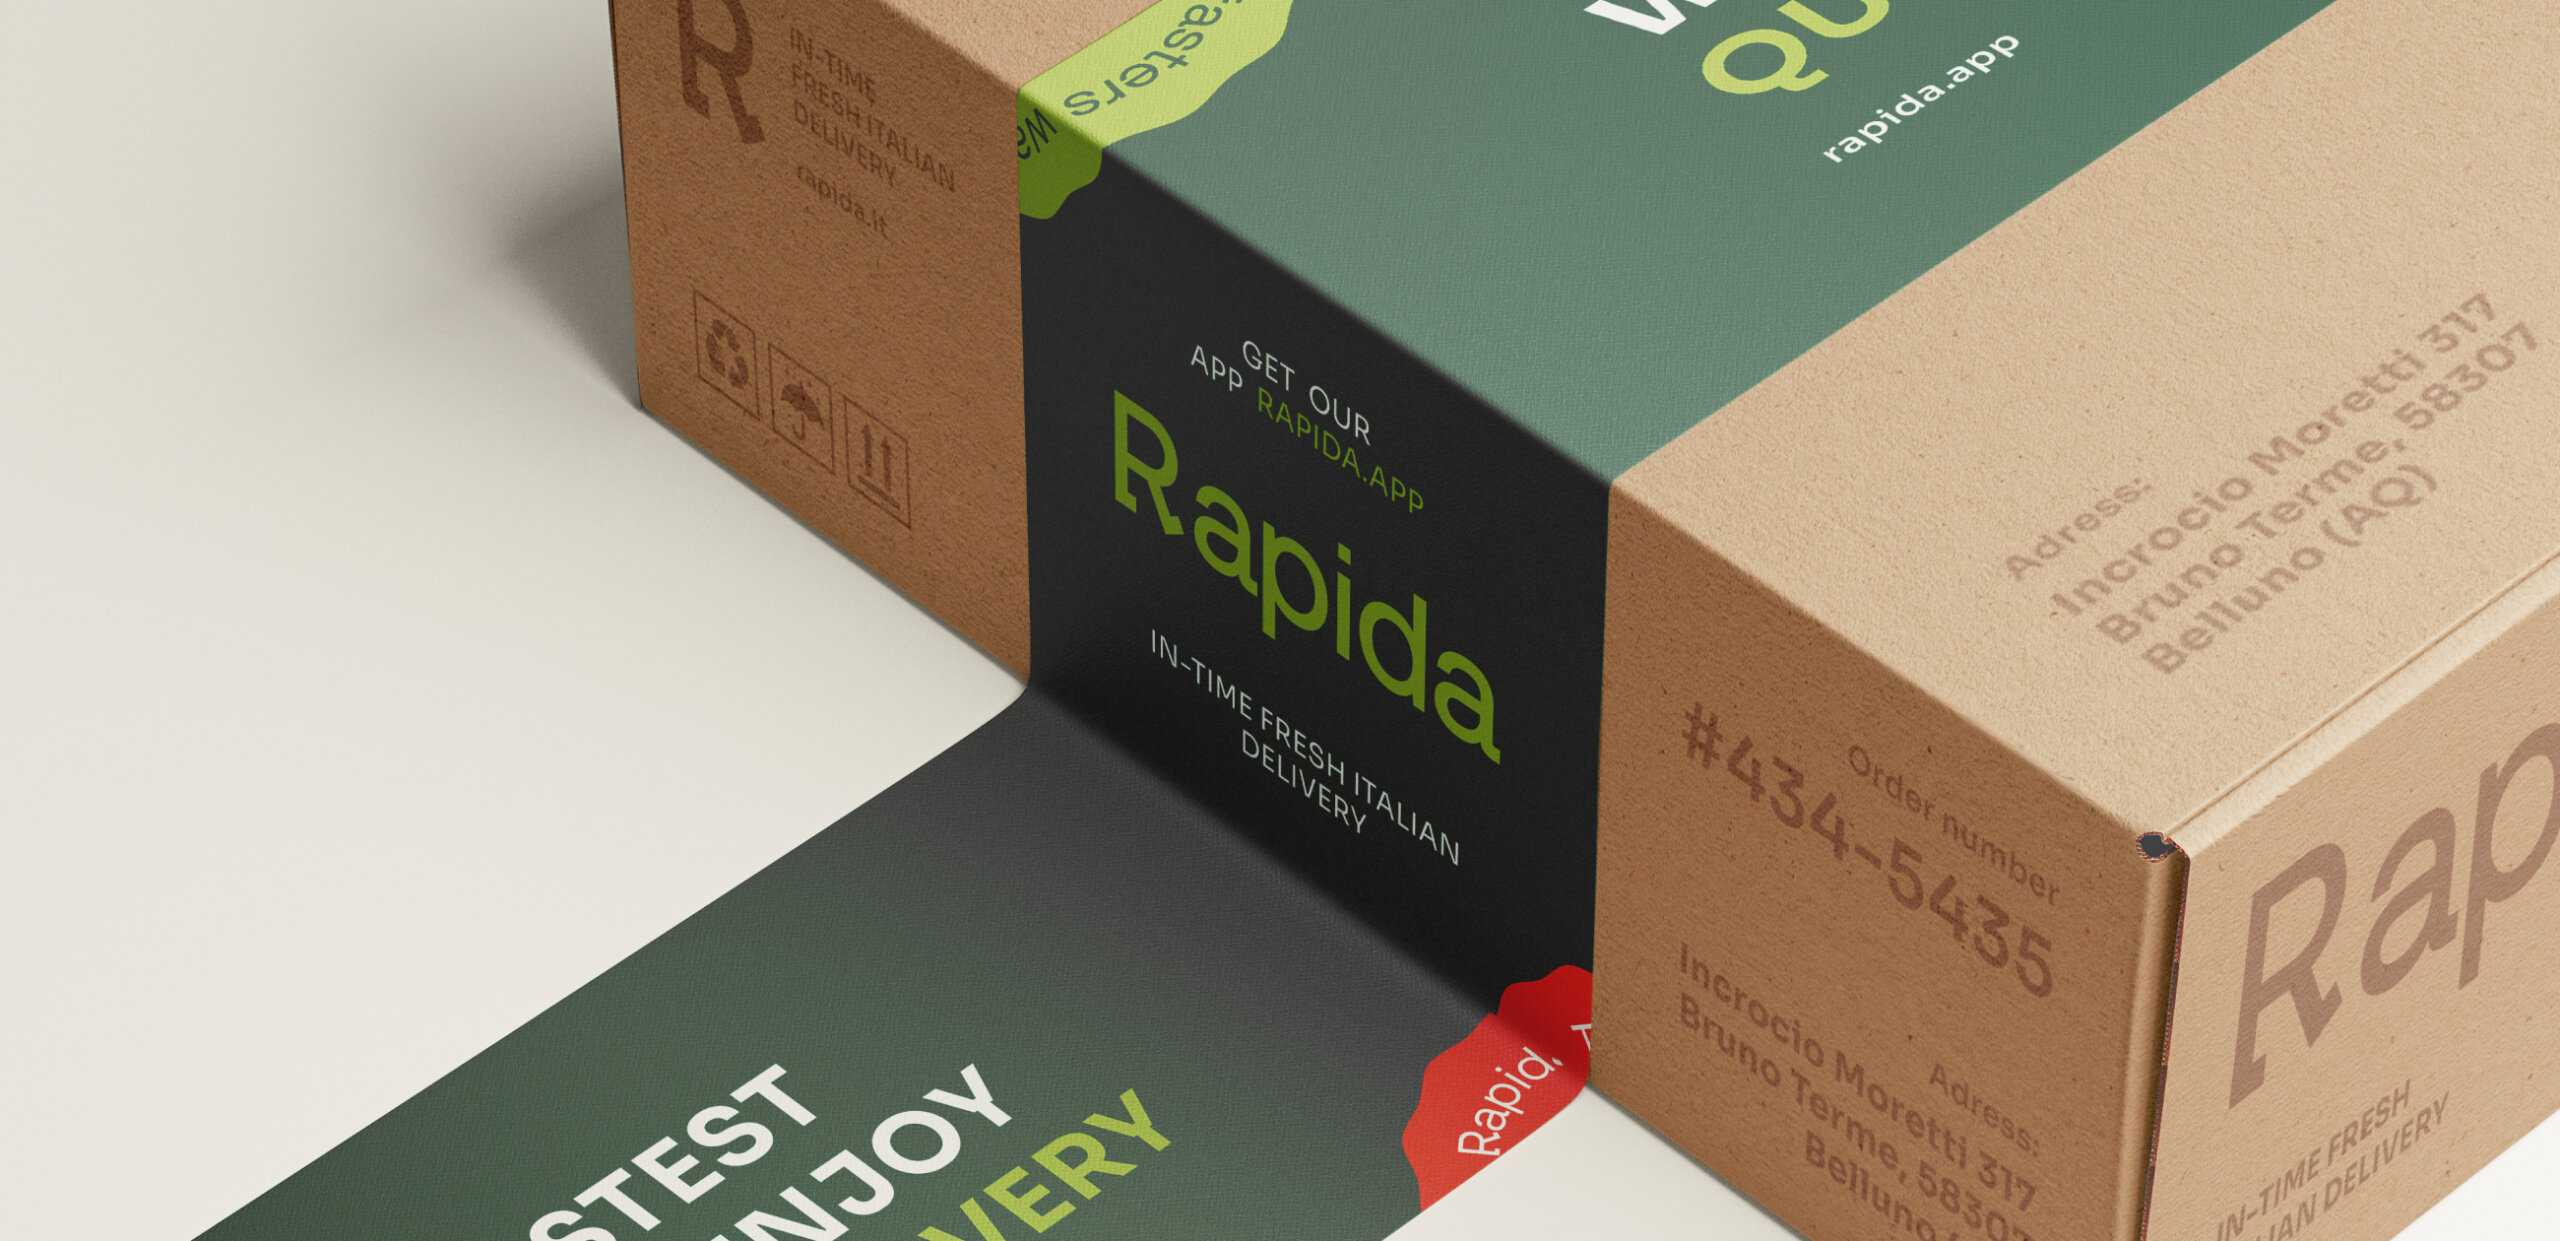 R
IN-TIME
FRESH ITALIAN
DELIVERY
rapida.it
asters
rapida.app
GET OUR
APP RAPIDA.APP
Rapida
IN-TIME FRESH ITALIAN
DELIVERY
Adress:
Incrocio Moretti 317
Bruno Terme, 58307
Belluno (AQ)
Order number
#434-5435
Adress:
Incrocio Moretti 317
Bruno Terme, 58307
Belluno
Rap
IN-TIME FRESH
IAN DELIVERY
STEST
NJOY
VERY
Rapid,